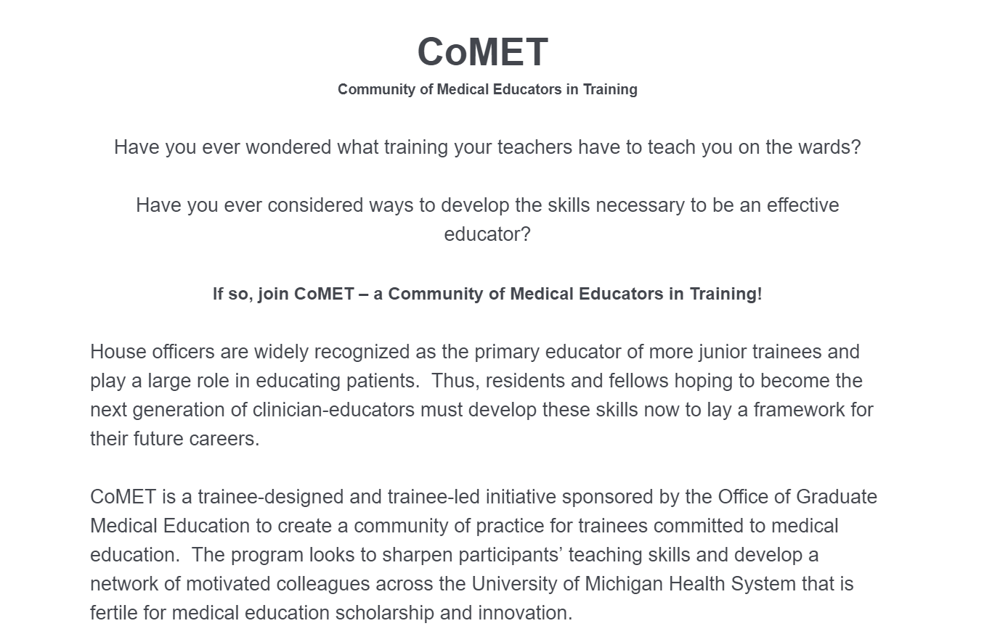 CoMET
Community of Medical Educators in Training
Have you ever wondered what training your teachers have to teach you on the wards?
Have you ever considered ways to develop the skills necessary to be an effective
educator?
If so, join CoMET – a Community of Medical Educators in Training!
House officers are widely recognized as the primary educator of more junior trainees and
play a large role in educating patients.  Thus, residents and fellows hoping to become the
next generation of clinician-educators must develop these skills now to lay a framework for
their future careers.
CoMET is a trainee-designed and trainee-led initiative sponsored by the Office of Graduate
Medical Education to create a community of practice for trainees committed to medical
education.  The program looks to sharpen participants’ teaching skills and develop a
network of motivated colleagues across the University of Michigan Health System that is
fertile for medical education scholarship and innovation.